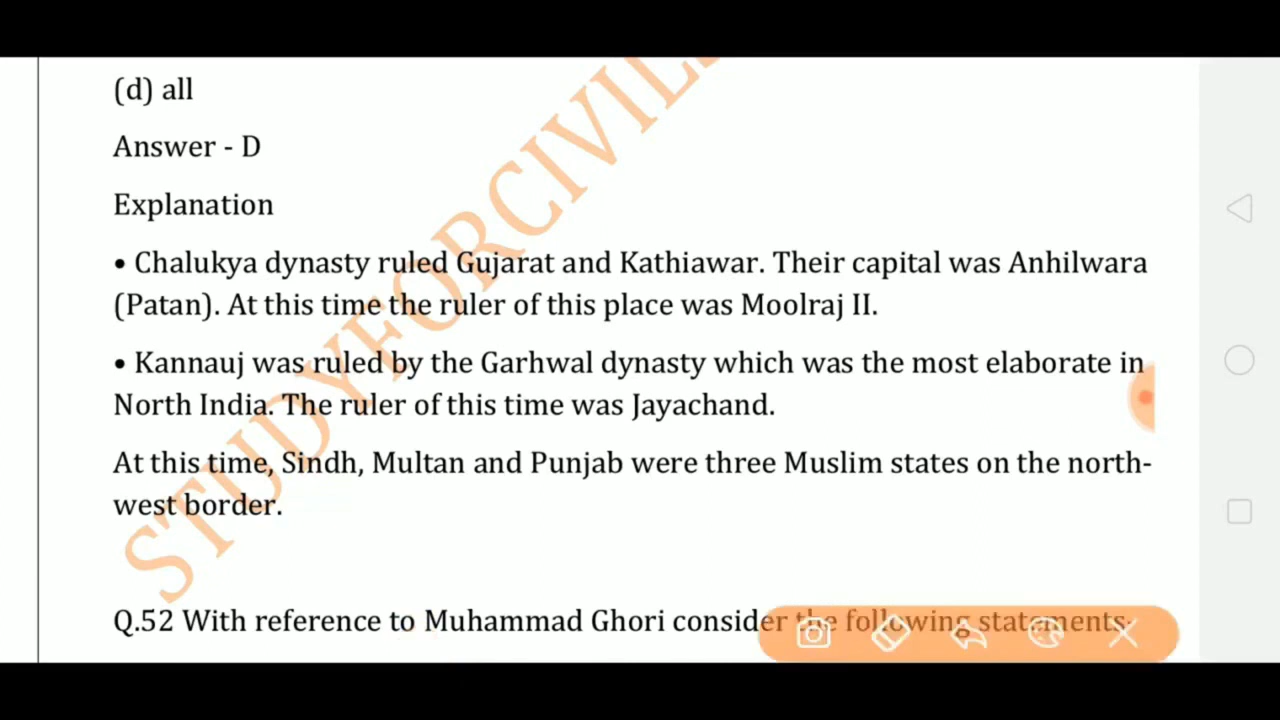 (d) all
Answer - D
Explanation
• Chalukya dynasty ruled Gujarat and Kathiawar. Their capital was Anhilwara
(Patan). At this time the ruler of this place was Moolraj II.
• Kannauj was ruled by the Garhwal dynasty which was the most elaborate in
North India. The ruler of this time was Jayachand.
At this time, Sindh, Multan and Punjab were three Muslim states on the north-
west border.
Q.52 With reference to Muhammad Ghori consider the following statements-
STUDYFORCIVILS